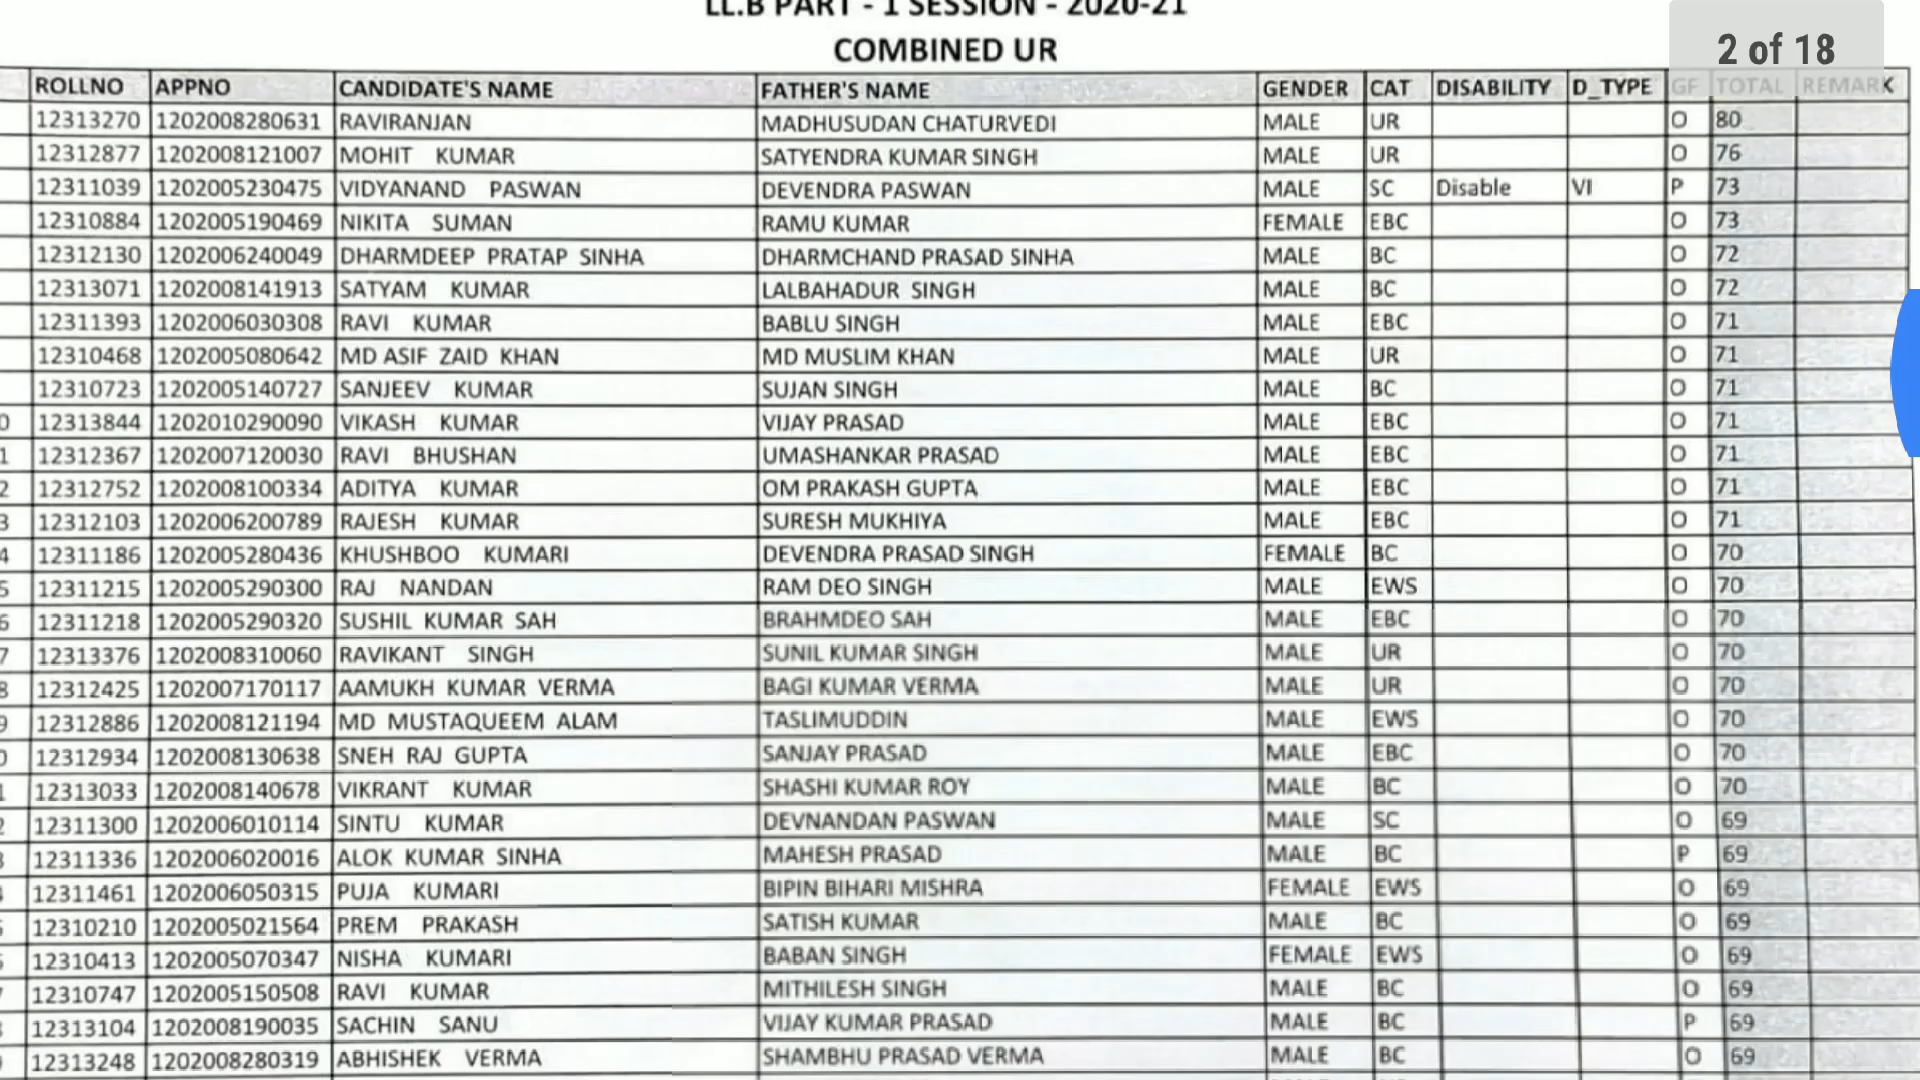 LL.B PART - 1 SESSION - 2020-21
COMBINED UR
2 of 18
ROLLNO APPNO CANDIDATE'S NAME FATHER'S NAME GENDER CAT DISABILITY D_TYPE GF TOTAL REMARK
12313270 1202008280631 RAVIRANJAN MADHUSUDAN CHATURVEDI MALE UR O 80
12312877 1202008121007 MOHIT KUMAR SATYENDRA KUMAR SINGH MALE UR O 76
12311039 1202005230475 VIDYANAND PASWAN DEVENDRA PASWAN MALE SC Disable VI P 73
12310884 1202005190469 NIKITA SUMAN RAMU KUMAR FEMALE EBC O 73
12312130 1202006240049 DHARMDEEP PRATAP SINHA DHARMCHAND PRASAD SINHA MALE BC O 72
12313071 1202008141913 SATYAM KUMAR LALBAHADUR SINGH MALE BC O 72
12311393 1202006030308 RAVI KUMAR BABLU SINGH MALE EBC O 71
12310468 1202005080642 MD ASIF ZAID KHAN MD MUSLIM KHAN MALE UR O 71
12310723 1202005140727 SANJEEV KUMAR SUJAN SINGH MALE BC O 71
0 12313844 1202010290090 VIKASH KUMAR VIJAY PRASAD MALE EBC O 71
1 12312367 1202007120030 RAVI BHUSHAN UMASHANKAR PRASAD MALE EBC O 71
2 12312752 1202008100334 ADITYA KUMAR OM PRAKASH GUPTA MALE EBC O 71
3 12312103 1202006200789 RAJESH KUMAR SURESH MUKHIYA MALE EBC O 71
4 12311186 1202005280436 KHUSHBOO KUMARI DEVENDRA PRASAD SINGH FEMALE BC O 70
5 12311215 1202005290300 RAJ NANDAN RAM DEO SINGH MALE EWS O 70
6 12311218 1202005290320 SUSHIL KUMAR SAH BRAHMDEO SAH MALE EBC O 70
7 12313376 1202008310060 RAVIKANT SINGH SUNIL KUMAR SINGH MALE UR O 70
8 12312425 1202007170117 AAMUKH KUMAR VERMA BAGI KUMAR VERMA MALE UR O 70
9 12312886 1202008121194 MD MUSTAQUEEM ALAM TASLIMUDDIN MALE EWS O 70
0 12312934 1202008130638 SNEH RAJ GUPTA SANJAY PRASAD MALE EBC O 70
1 12313033 1202008140678 VIKRANT KUMAR SHASHI KUMAR ROY MALE BC O 70
2 12311300 1202006010114 SINTU KUMAR DEVNANDAN PASWAN MALE SC O 69
3 12311336 1202006020016 ALOK KUMAR SINHA MAHESH PRASAD MALE BC P 69
12311461 1202006050315 PUJA KUMARI BIPIN BIHARI MISHRA FEMALE EWS O 69
12310210 1202005021564 PREM PRAKASH SATISH KUMAR MALE BC O 69
12310413 1202005070347 NISHA KUMARI BABAN SINGH FEMALE EWS O 69
12310747 1202005150508 RAVI KUMAR MITHILESH SINGH MALE BC O 69
12313104 1202008190035 SACHIN SANU VIJAY KUMAR PRASAD MALE BC P 69
12313248 1202008280319 ABHISHEK VERMA SHAMBHU PRASAD VERMA MALE BC O 69